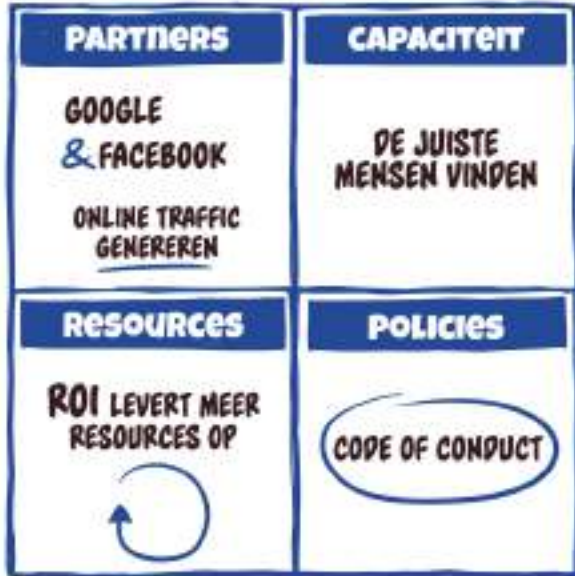 PARTNERS
GOOGLE
& FACEBOOK
ONLINE TRAFFIC
GENEREREN
CAPACITEIT
DE JUISTE
MENSEN VINDEN
RESOURCES
ROI LEVERT MEER
RESOURCES OP
POLICIES
CODE OF CONDUCT